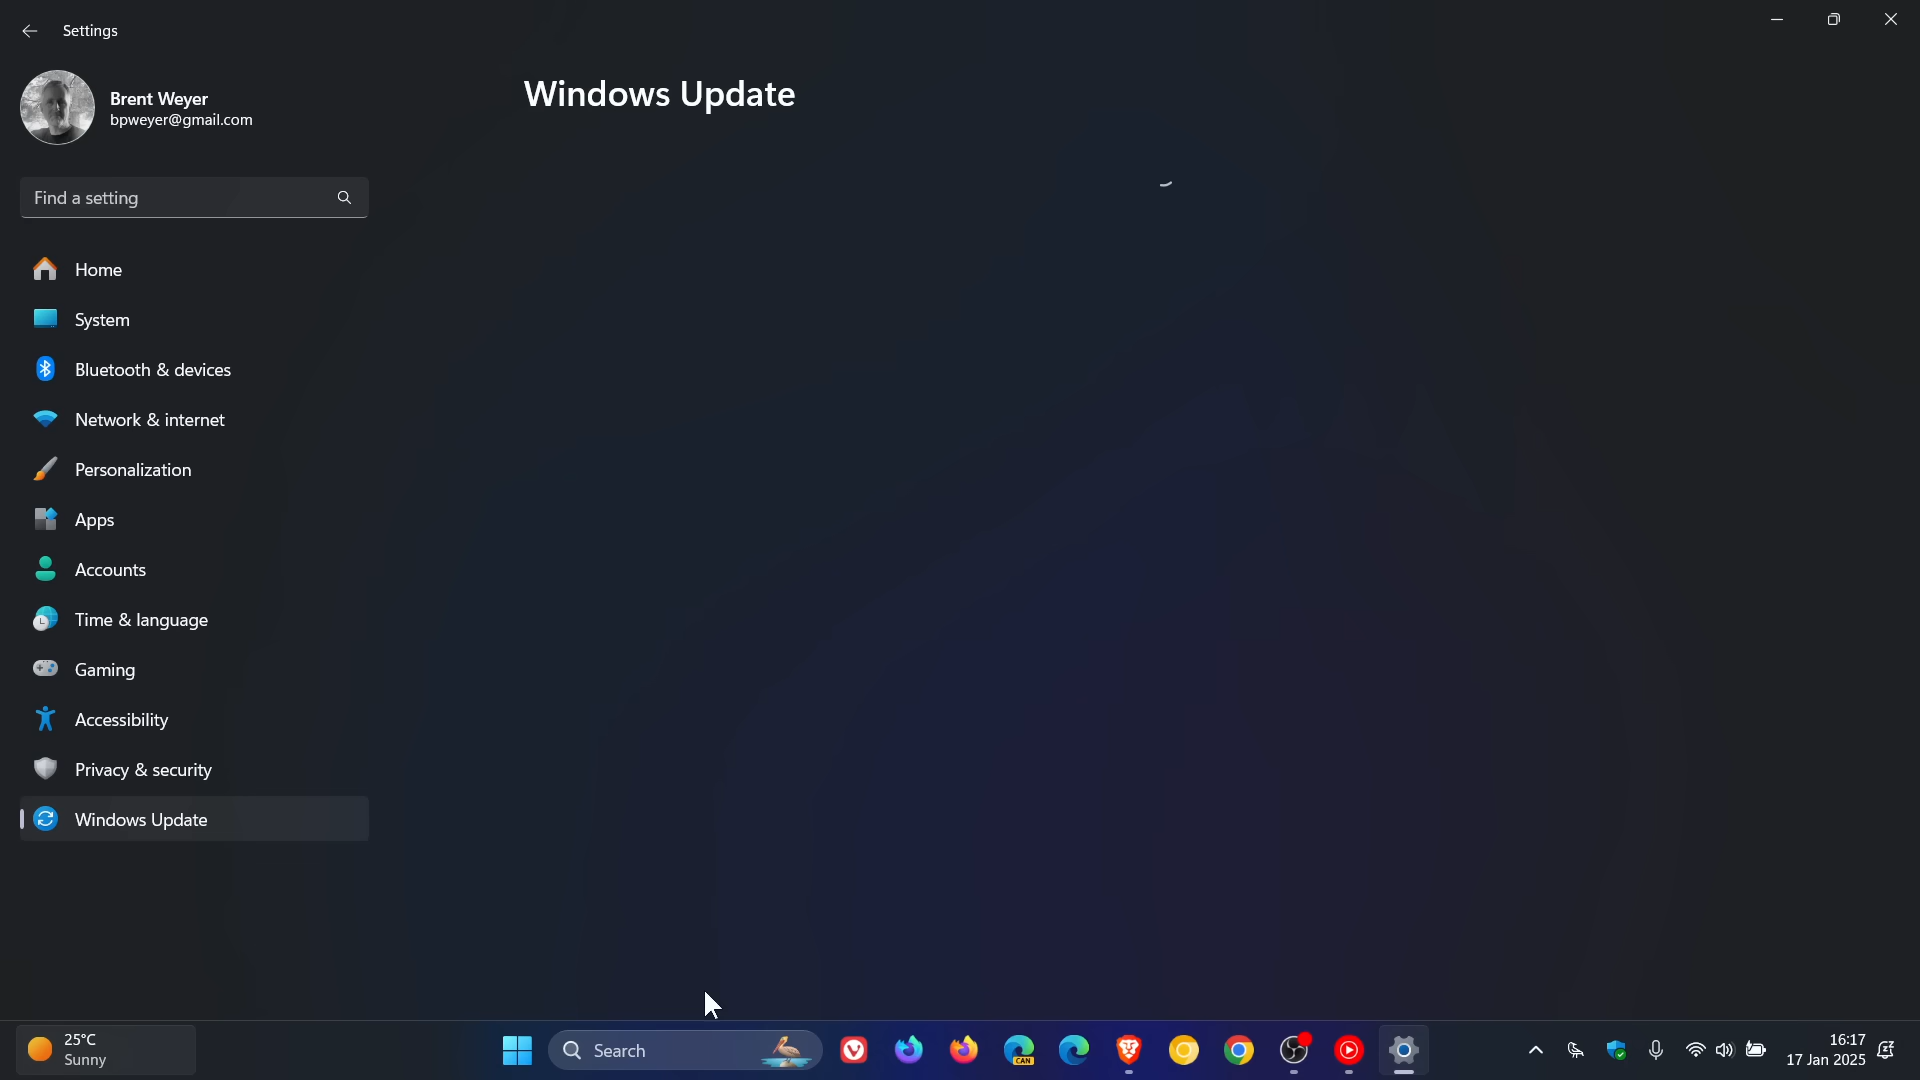 Settings
Brent Weyer
bpweyer@gmail.com
Windows Update
Find a setting
Home
System
Bluetooth & devices
Network & internet
Personalization
Apps
Accounts
Time & language
Gaming
Accessibility
Privacy & security
Windows Update
25°C
Sunny
Search
CAN
16:17
17 Jan 2025